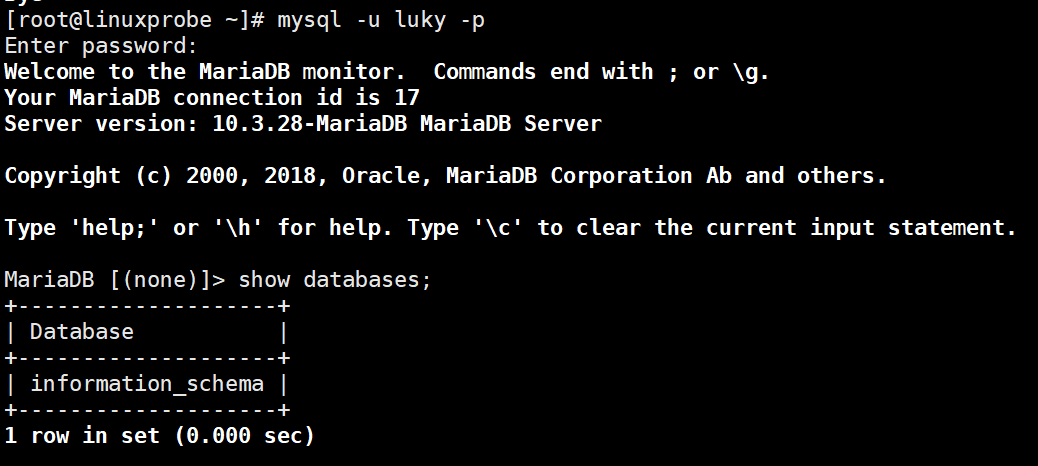 [root@linuxprobe ~]# mysql -u luky -p
Enter password:
Welcome to the MariaDB monitor.  Commands end with ; or \g.
Your MariaDB connection id is 17
Server version: 10.3.28-MariaDB MariaDB Server

Copyright (c) 2000, 2018, Oracle, MariaDB Corporation Ab and others.

Type 'help;' or '\h' for help. Type '\c' to clear the current input statement.

MariaDB [(none)]> show databases;
+--------------------+
| Database           |
+--------------------+
| information_schema |
+--------------------+
1 row in set (0.000 sec)